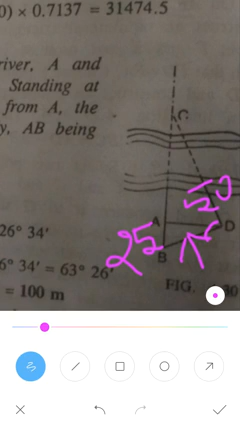 0) × 0.7137 = 31474.5
river, A and
Standing at
from A, the
y, AB being
C
50
26° 34'
A
D
25
B
6° 34' = 63° 26'
= 100 m
FIG.